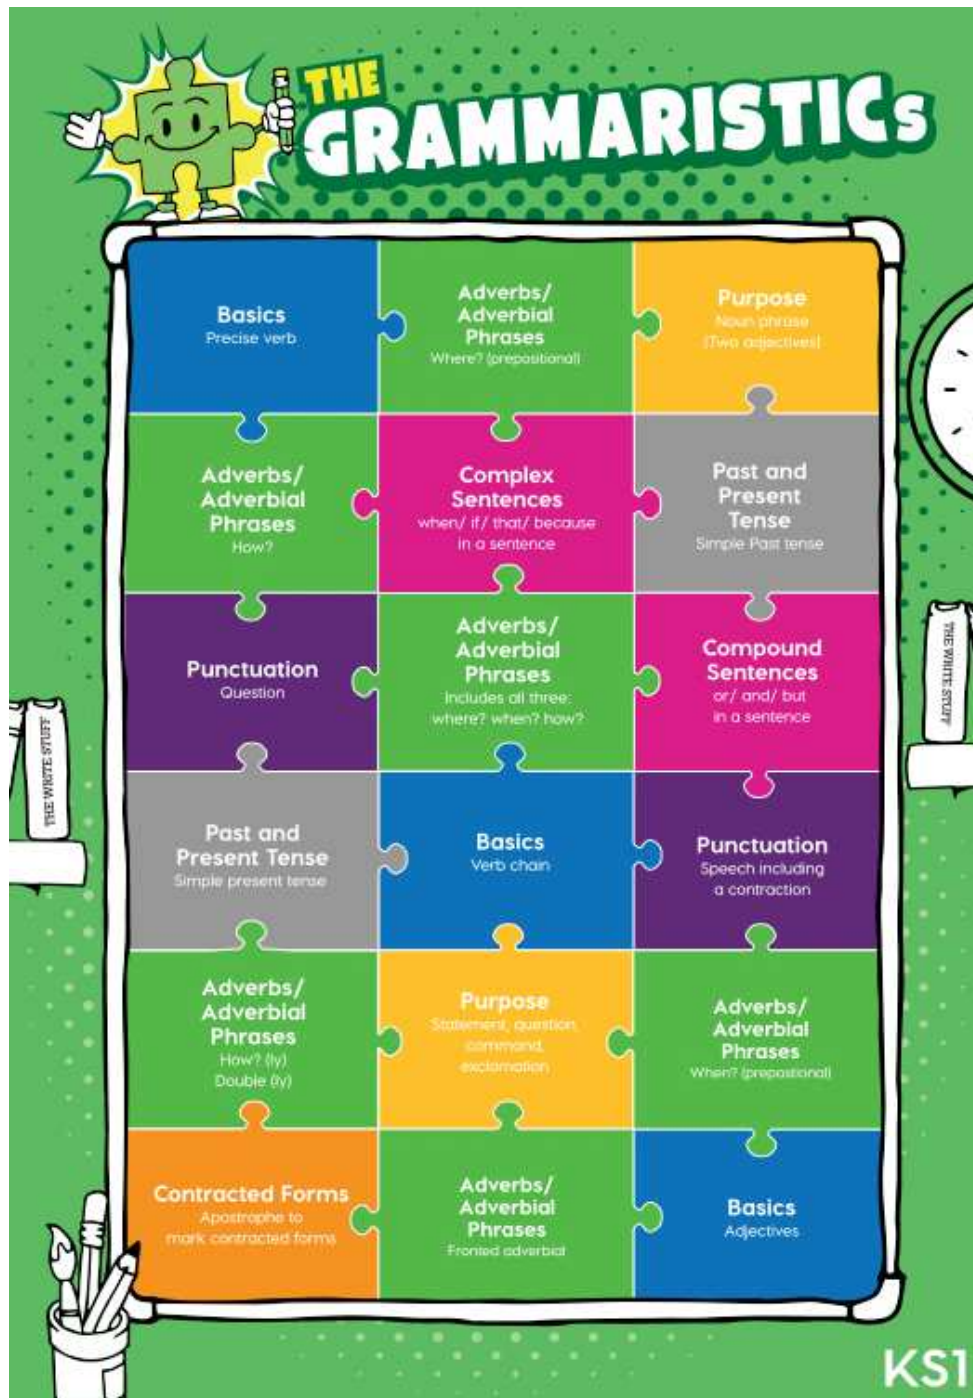 THE
GRAMMARISTICs
Basics
Precise verb
Adverbs/
Adverbial
Phrases
Where? (prepositional)
Purpose
Noun phrase
(Two adjectives)
Adverbs/
Adverbial
Phrases
How?
Complex
Sentences
when/ if/ that/ because
in a sentence
Past and
Present
Tense
Simple Past tense
Punctuation
Question
Adverbs/
Adverbial
Phrases
Includes all three:
where? when? how?
Compound
Sentences
or/ and/ but
in a sentence
THE WRITE STUFF
THE WRITE STUFF
Past and
Present Tense
Simple present tense
Basics
Verb chain
Punctuation
Speech including
a contraction
Adverbs/
Adverbial
Phrases
How? (ly)
Double (ly)
Purpose
Statement, question,
command,
exclamation
Adverbs/
Adverbial
Phrases
When? (prepostional)
Contracted Forms
Apostrophe to
mark contracted forms
Adverbs/
Adverbial
Phrases
Fronted adverbial
Basics
Adjectives
KS1